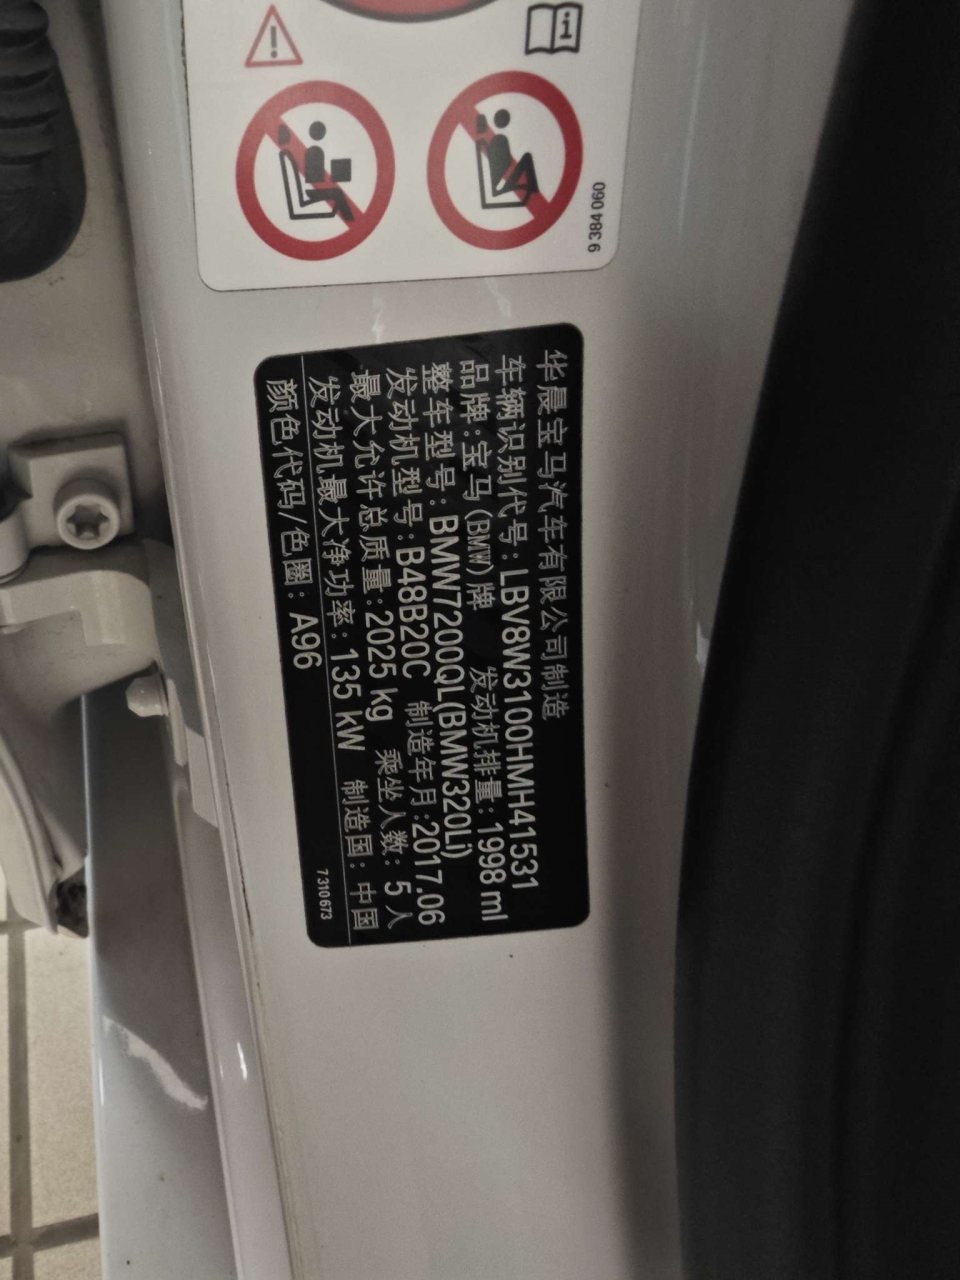 9 384 060
华晨宝马汽车有限公司制造
车辆识别代号: LBV8W3100HMH41531
品牌:宝马(BMW)牌 发动机排量: 1998 ml
整车型号: BMW7200QL(BMW320Li)
发动机型号: B48B20C 制造年月:2017.06
最大允许总质量:2025 kg 乘坐人数: 5 人
发动机最大净功率: 135 kW 制造国: 中国
颜色代码/色圈: A96
7 310 673